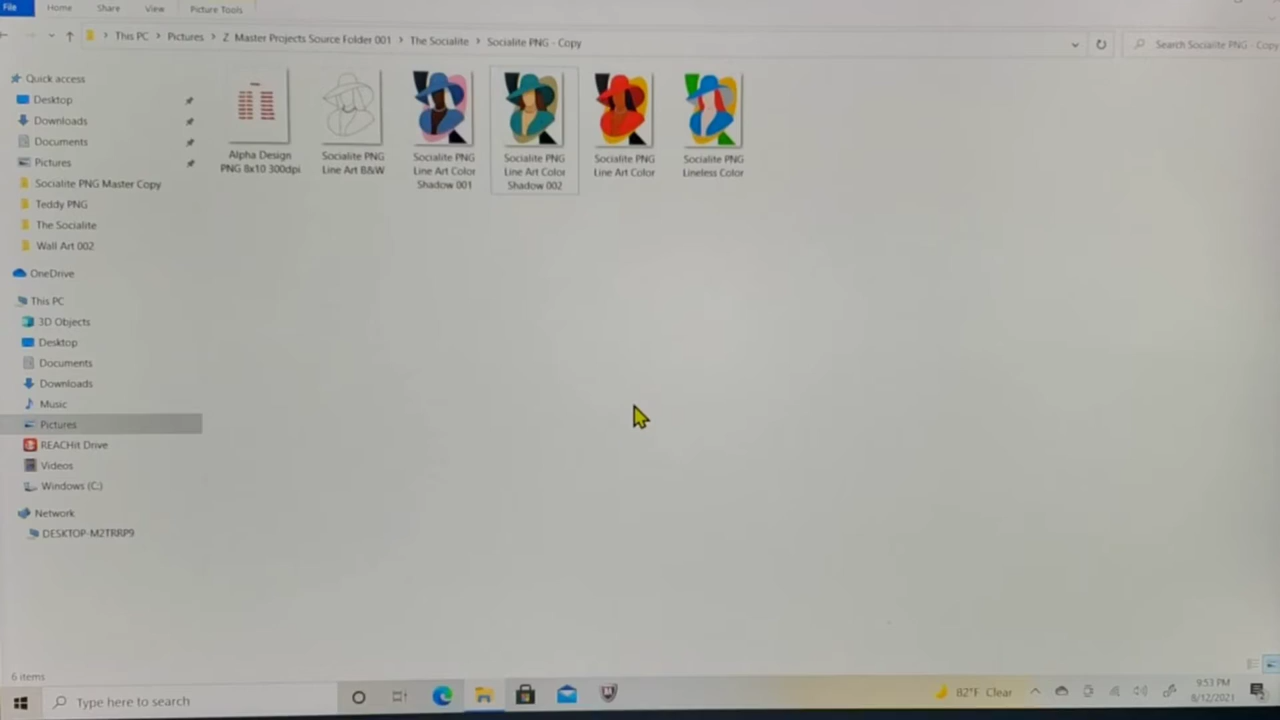 File Home Share View Picture Tools
This PC > Pictures > Z Master Projects Source Folder 001 > The Socialite > Socialite PNG - Copy
Search Socialite PNG - Copy
Quick access
Desktop
Downloads
Documents
Pictures
Socialite PNG Master Copy
Teddy PNG
The Socialite
Wall Art 002
OneDrive
This PC
3D Objects
Desktop
Documents
Downloads
Music
Pictures
REACHit Drive
Videos
Windows (C:)
Network
DESKTOP-M2TRRP9
Alpha Design
PNG 8x10 300dpi
Socialite PNG
Line Art B&W
Socialite PNG
Line Art Color
Shadow 001
Socialite PNG
Line Art Color
Shadow 002
Socialite PNG
Line Art Color
Socialite PNG
Lineless Color
6 items
Type here to search
82°F Clear
9:53 PM
8/12/2021